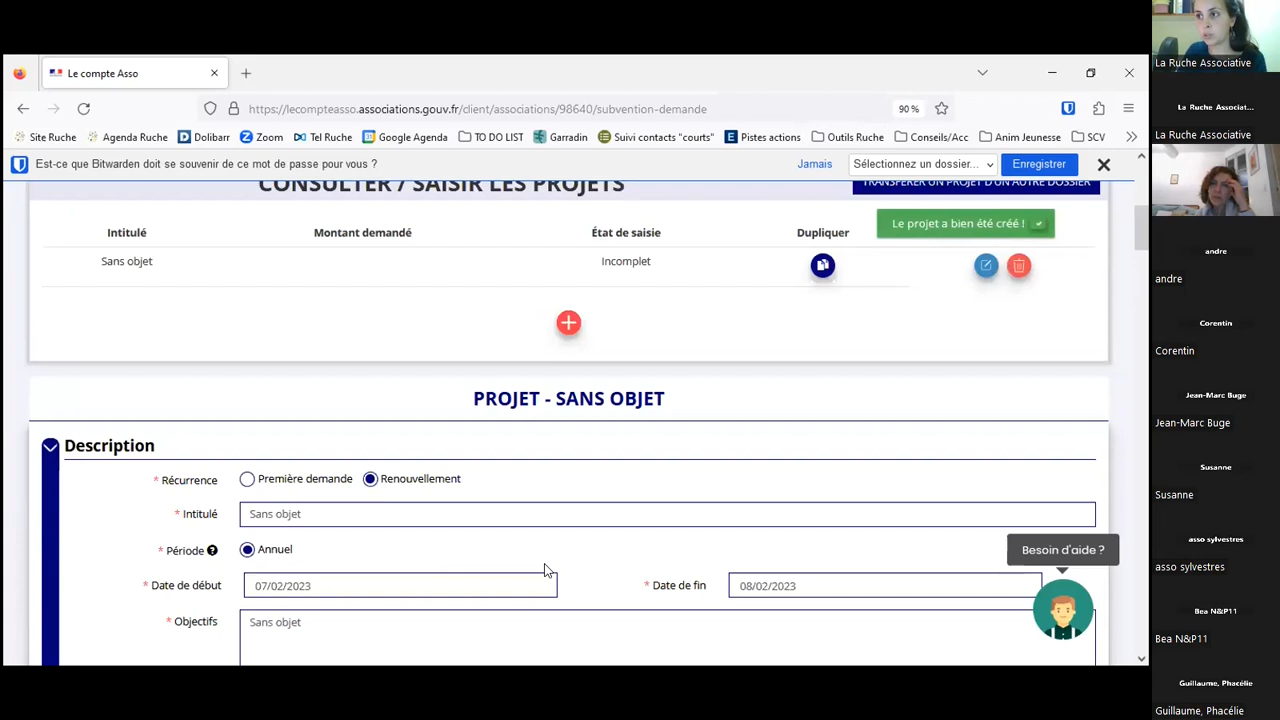 Le compte Asso
https://lecompteasso.associations.gouv.fr/client/associations/98640/subvention-demande
90 %
Site Ruche
Agenda Ruche
Dolibarr
Zoom
Tel Ruche
Google Agenda
TO DO LIST
Garradin
Suivi contacts "courts"
Pistes actions
Outils Ruche
Conseils/Acc
Anim Jeunesse
SCV
Est-ce que Bitwarden doit se souvenir de ce mot de passe pour vous ?
Jamais
Sélectionnez un dossier...
Enregistrer
CONSULTER / SAISIR LES PROJETS
TRANSFÉRER UN PROJET D'UN AUTRE DOSSIER
Le projet a bien été créé !
Intitulé Montant demandé État de saisie Dupliquer
Sans objet Incomplet
PROJET - SANS OBJET
Description
* Récurrence Première demande Renouvellement
* Intitulé Sans objet
* Période Annuel
Besoin d'aide ?
* Date de début 07/02/2023 * Date de fin 08/02/2023
* Objectifs Sans objet
La Ruche Associative
La Ruche Associat...
La Ruche Associative
andre
andre
Corentin
Corentin
Jean-Marc Buge
Jean-Marc Buge
Susanne
Susanne
asso sylvestres
asso sylvestres
Bea N&P11
Bea N&P11
Guillaume, Phacélie
Guillaume, Phacélie